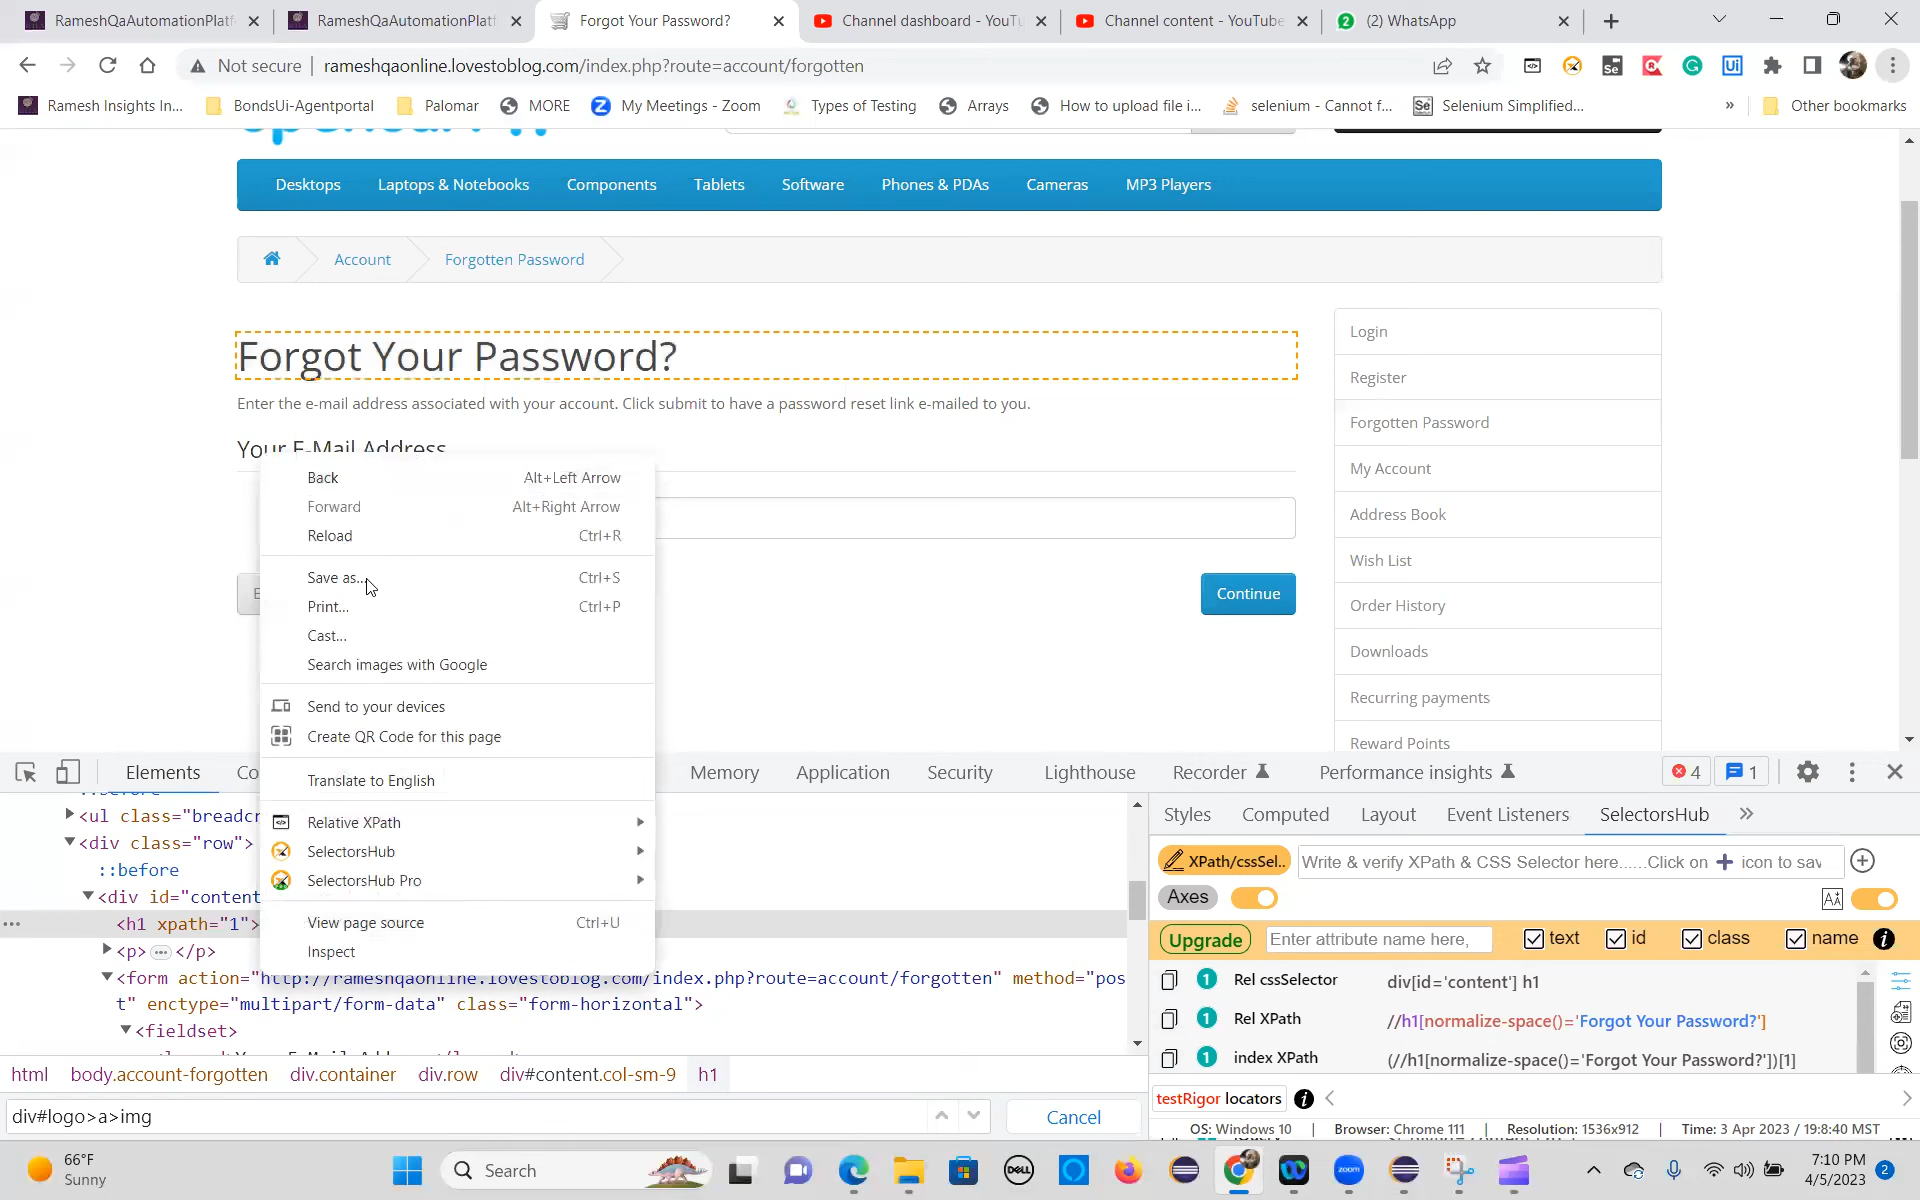 RameshQaAutomationPlatf
RameshQaAutomationPlatf
Forgot Your Password?
Channel dashboard - YouTu
Channel content - YouTube
(2) WhatsApp
Not secure
rameshqaonline.lovestoblog.com/index.php?route=account/forgotten
Ramesh Insights In...
BondsUi-Agentportal
Palomar
MORE
My Meetings - Zoom
Types of Testing
Arrays
How to upload file i...
selenium - Cannot f...
Selenium Simplified...
»
Other bookmarks
Desktops
Laptops & Notebooks
Components
Tablets
Software
Phones & PDAs
Cameras
MP3 Players
Account
Forgotten Password
Forgot Your Password?
Enter the e-mail address associated with your account. Click submit to have a password reset link e-mailed to you.
Your E-Mail Address
Continue
Login
Register
Forgotten Password
My Account
Address Book
Wish List
Order History
Downloads
Recurring payments
Reward Points
Back Alt+Left Arrow
Forward Alt+Right Arrow
Reload Ctrl+R
Save as... Ctrl+S
Print... Ctrl+P
Cast...
Search images with Google
Send to your devices
Create QR Code for this page
Translate to English
Relative XPath
SelectorsHub
SelectorsHub Pro
View page source Ctrl+U
Inspect
Elements
Co
Memory
Application
Security
Lighthouse
Recorder
Performance insights
4
1
<ul class="breadcr
<div class="row">
::before
<div id="content
<h1 xpath="1">
<p> ... </p>
<form action="http://rameshqaonline.lovestoblog.com/index.php?route=account/forgotten" method="pos
t" enctype="multipart/form-data" class="form-horizontal">
<fieldset>
html
body.account-forgotten
div.container
div.row
div#content.col-sm-9
h1
div#logo>a>img
Cancel
Styles
Computed
Layout
Event Listeners
SelectorsHub
»
XPath/cssSel..
Write & verify XPath & CSS Selector here......Click on + icon to sav
Axes
Upgrade
Enter attribute name here,
text
id
class
name
1 Rel cssSelector div[id='content'] h1
1 Rel XPath //h1[normalize-space()='Forgot Your Password?']
1 index XPath (//h1[normalize-space()='Forgot Your Password?'])[1]
testRigor locators
OS: Windows 10 | Browser: Chrome 111 | Resolution: 1536x912 | Time: 3 Apr 2023 / 19:8:40 MST
66°F
Sunny
Search
DELL
zoom
7:10 PM
4/5/2023
2